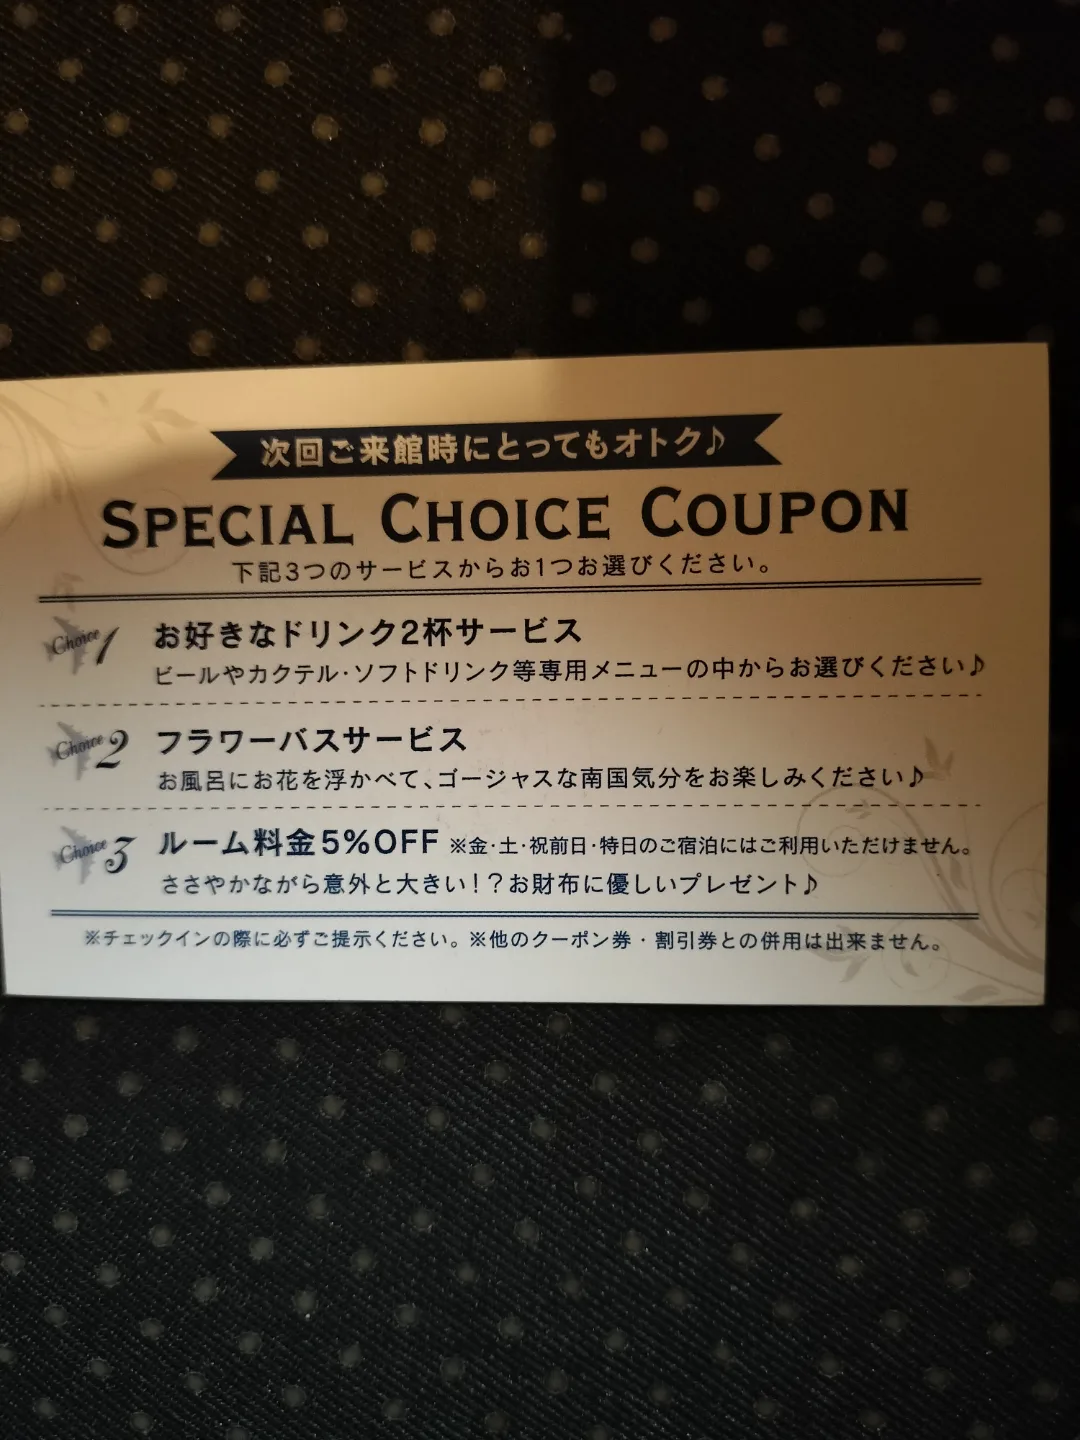 次回ご来館時にとってもオトク♪
SPECIAL CHOICE COUPON
下記3つのサービスからお1つお選びください。
Choice 1 お好きなドリンク2杯サービス
ビールやカクテル・ソフトドリンク等専用メニューの中からお選びください♪
Choice 2 フラワーバスサービス
お風呂にお花を浮かべて、ゴージャスな南国気分をお楽しみください♪
Choice 3 ルーム料金5%OFF ※金・土・祝前日・特日のご宿泊にはご利用いただけません。
ささやかながら意外と大きい!?お財布に優しいプレゼント♪
※チェックインの際に必ずご提示ください。※他のクーポン券・割引券との併用は出来ません。